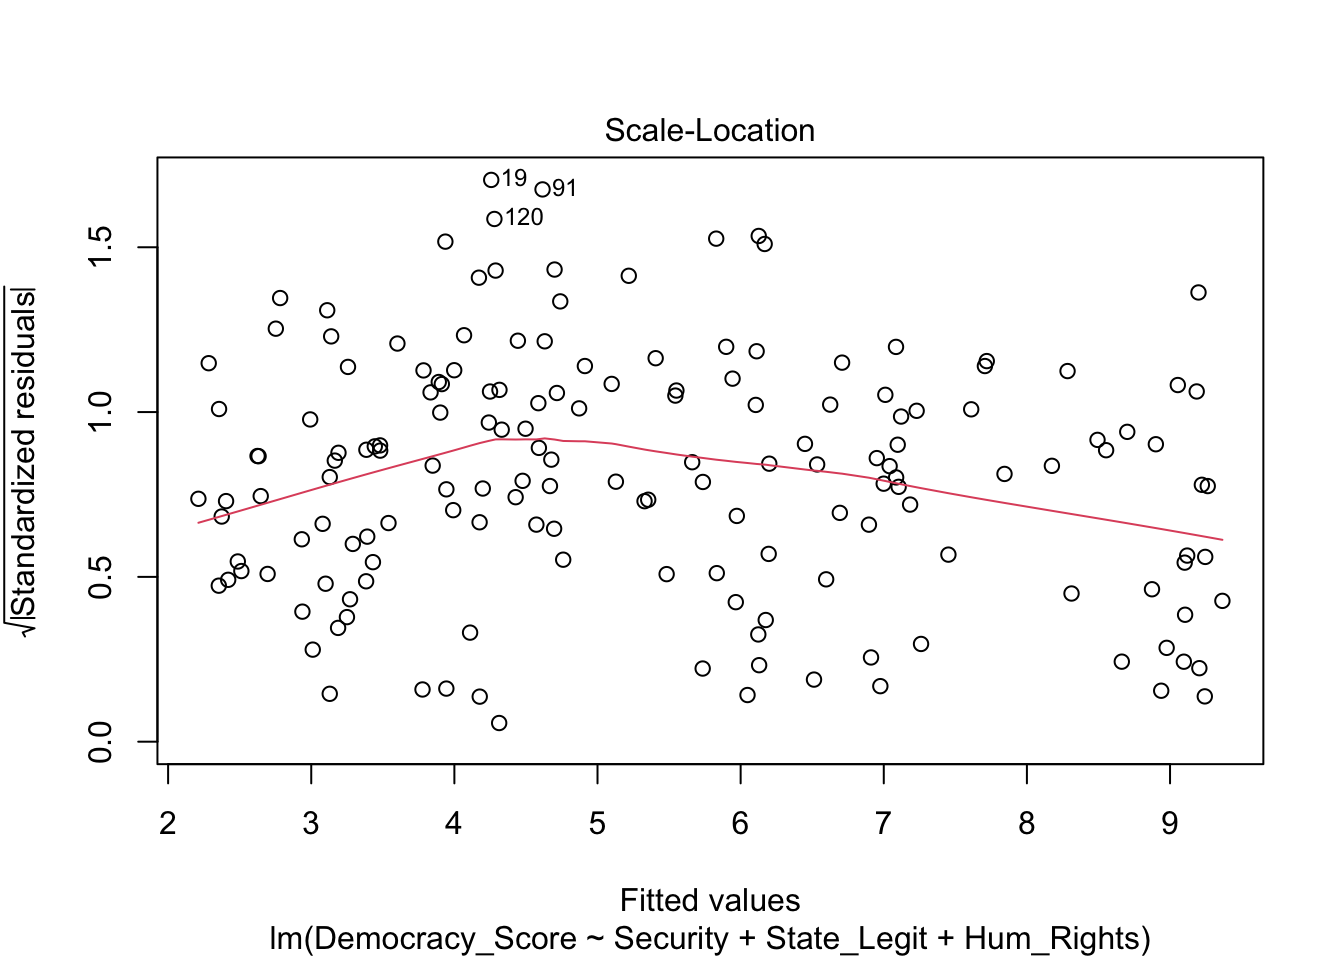 Scale-Location
√|Standardized residuals|
1.5
1.0
0.5
0.0
19
91
120
2 3 4 5 6 7 8 9
Fitted values
lm(Democracy_Score ~ Security + State_Legit + Hum_Rights)